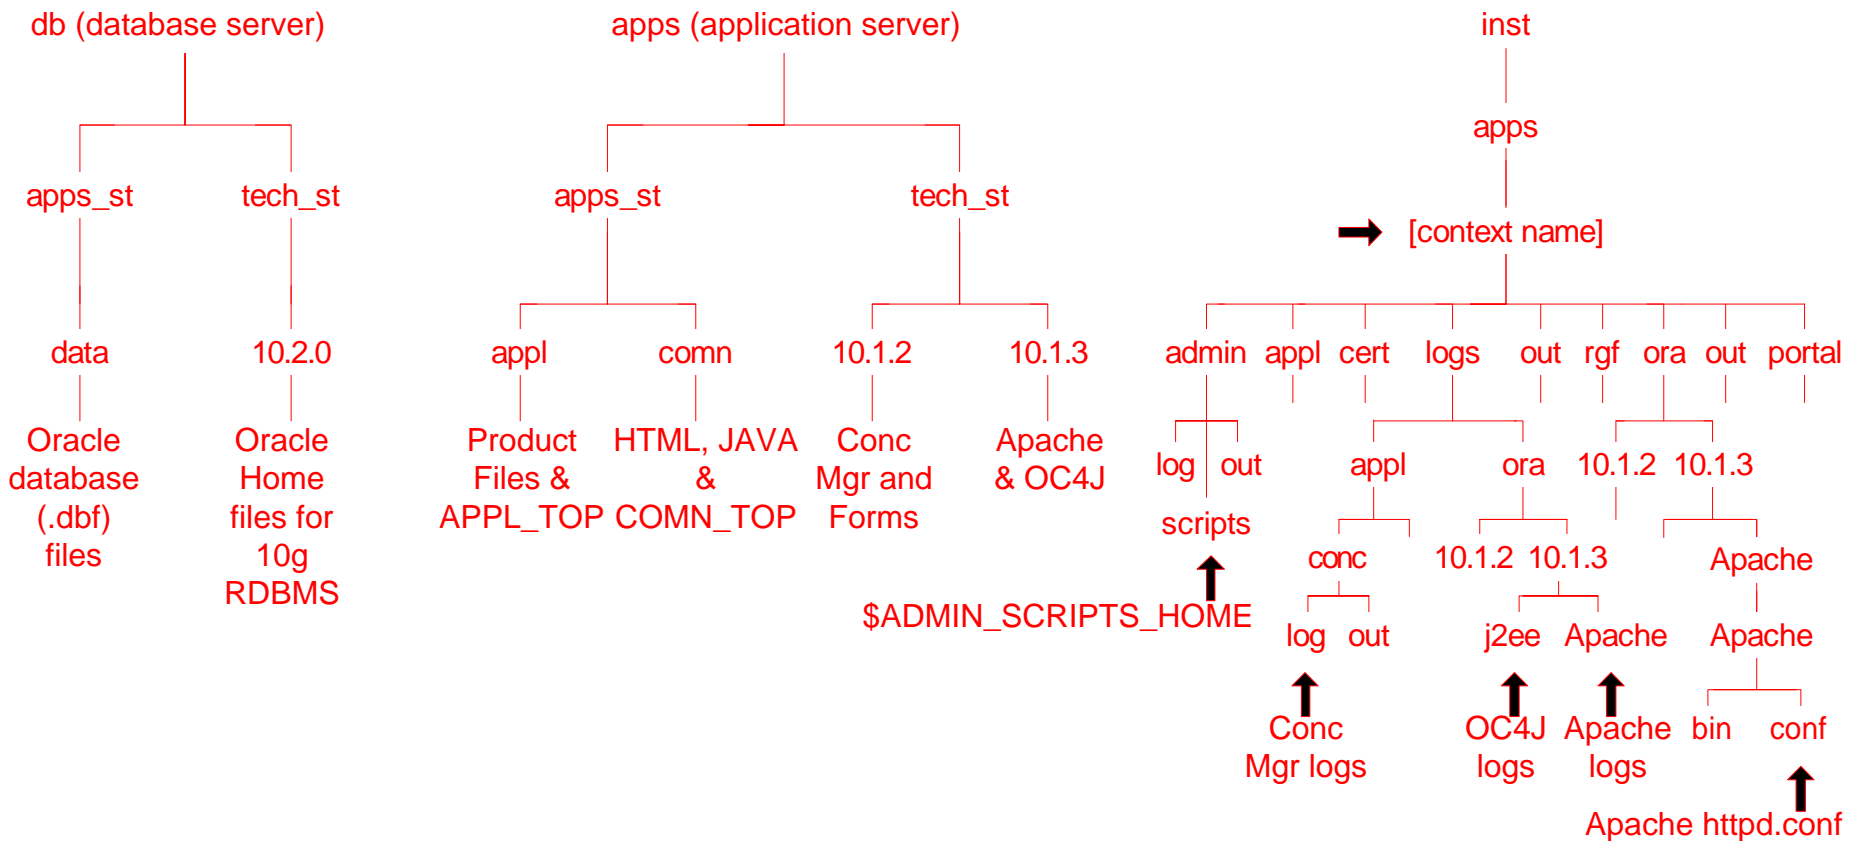 db (database server)
apps (application server)
inst
apps
apps_st
tech_st
apps_st
tech_st
[context name]
data
10.2.0
appl
comn
10.1.2
10.1.3
admin
appl
cert
logs
out
rgf
ora
out
portal
Oracle
database
(.dbf)
files
Oracle
Home
files for
10g
RDBMS
Product
Files &
APPL_TOP
HTML, JAVA
&
COMN_TOP
Conc
Mgr and
Forms
Apache
& OC4J
log
out
scripts
$ADMIN_SCRIPTS_HOME
appl
ora
10.1.2
10.1.3
conc
10.1.2
10.1.3
Apache
log
out
j2ee
Apache
Apache
Conc
Mgr logs
OC4J
logs
Apache
logs
bin
conf
Apache httpd.conf